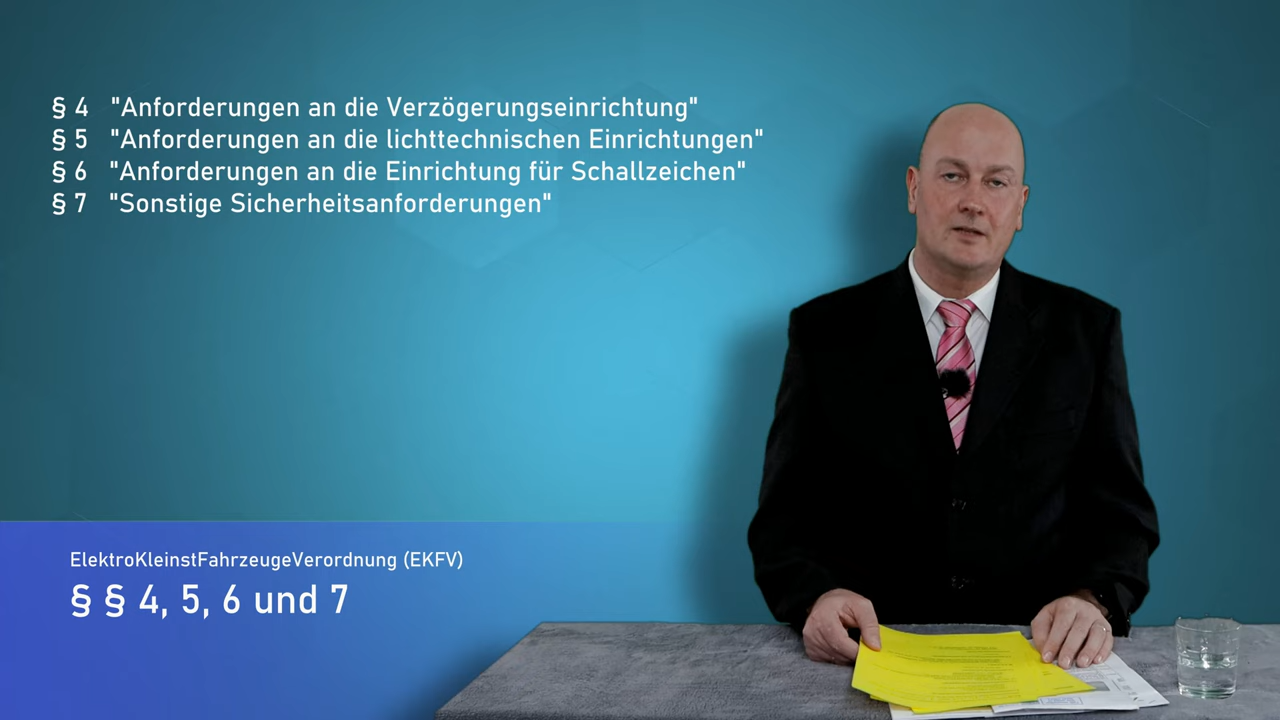 § 4 "Anforderungen an die Verzögerungseinrichtung"
§ 5 "Anforderungen an die lichttechnischen Einrichtungen"
§ 6 "Anforderungen an die Einrichtung für Schallzeichen"
§ 7 "Sonstige Sicherheitsanforderungen"
ElektroKleinstFahrzeugeVerordnung (EKFV)
§ § 4, 5, 6 und 7